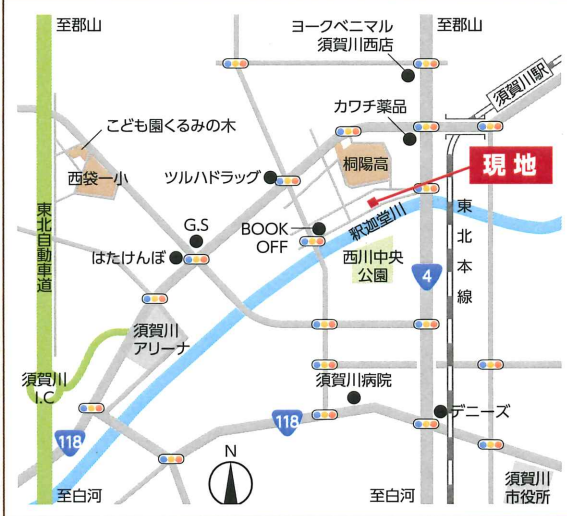 至郡山
ヨークベニマル
須賀川西店
至郡山
須賀川駅
カワチ薬品
こども園くるみの木
西袋一小
ツルハドラッグ
桐陽高
現地
東北自動車道
G.S
はたけんぼ
BOOK
OFF
釈迦堂川
西川中央
公園
4
東北本線
須賀川
アリーナ
須賀川
I.C
須賀川病院
デニーズ
118
118
N
至白河
至白河
須賀川
市役所